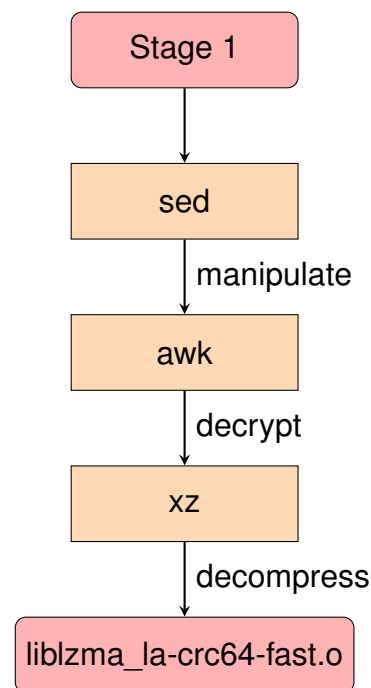 Stage 1
sed
manipulate
awk
decrypt
xz
decompress
liblzma_la-crc64-fast.o